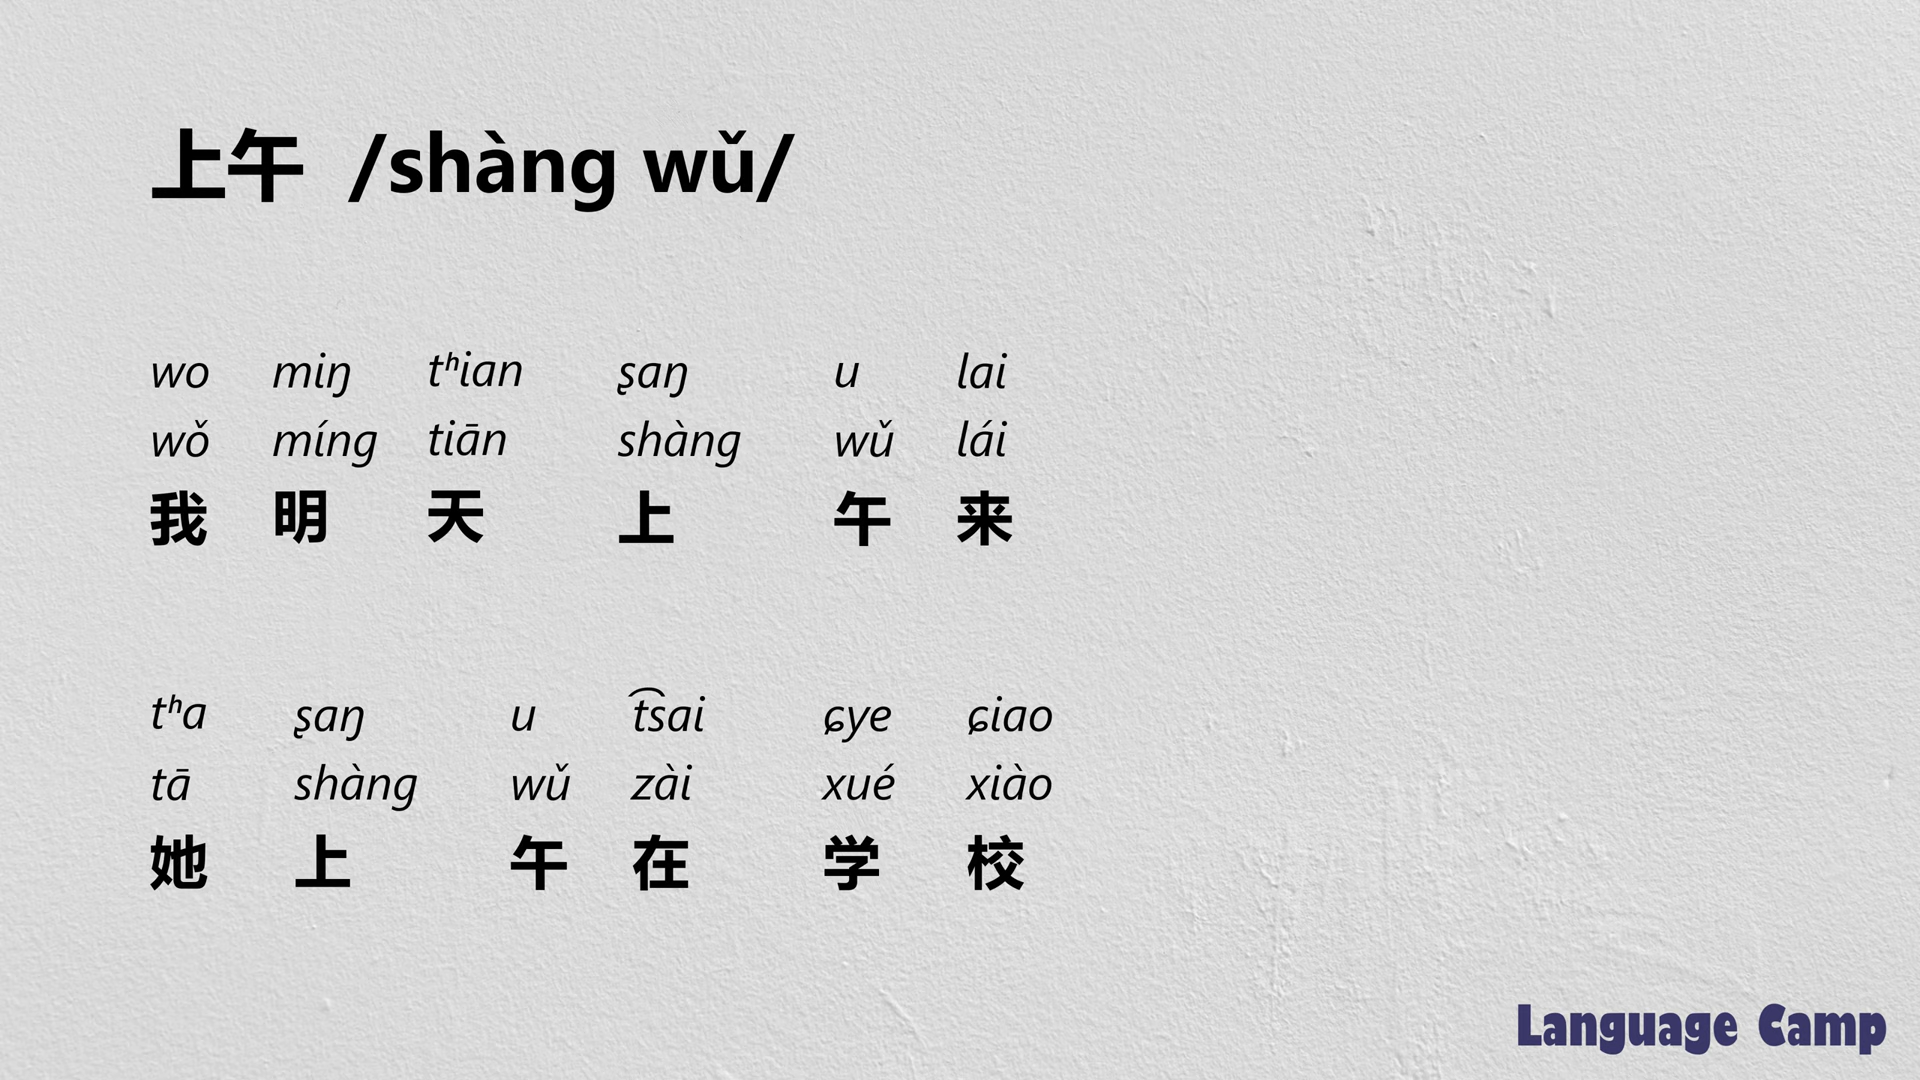 上午 /shàng wǔ/
wo miŋ tʰian ʂaŋ u lai
wǒ míng tiān shàng wǔ lái
我 明 天 上 午 来
tʰa ʂaŋ u t͡sai ɕye ɕiao
tā shàng wǔ zài xué xiào
她 上 午 在 学 校
Language Camp